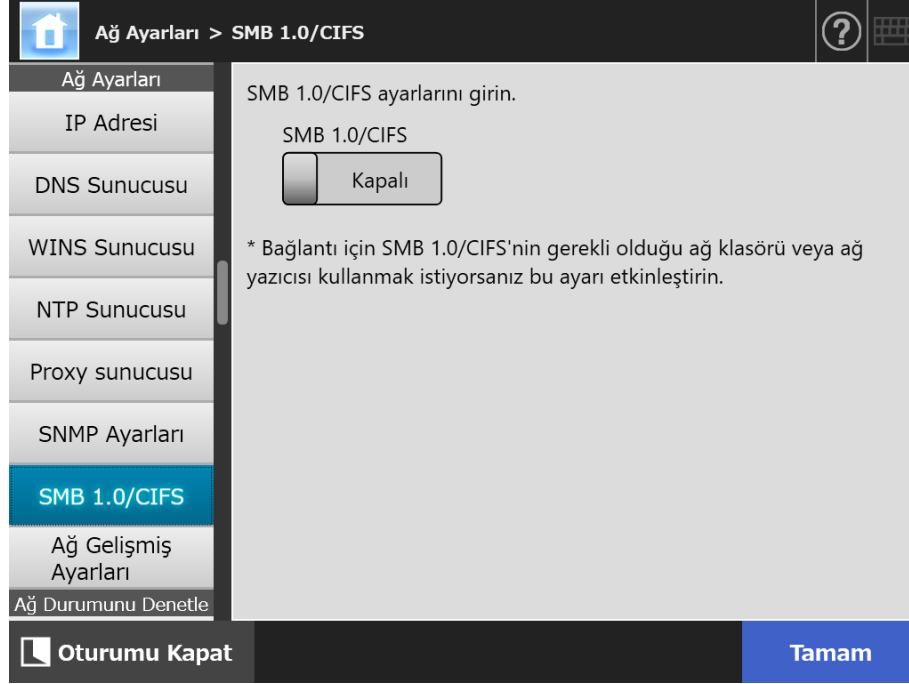 Ağ Ayarları > SMB 1.0/CIFS
?
Ağ Ayarları
IP Adresi
DNS Sunucusu
WINS Sunucusu
NTP Sunucusu
Proxy sunucusu
SNMP Ayarları
SMB 1.0/CIFS
Ağ Gelişmiş
Ayarları
Ağ Durumunu Denetle
SMB 1.0/CIFS ayarlarını girin.
SMB 1.0/CIFS
Kapalı
* Bağlantı için SMB 1.0/CIFS'nin gerekli olduğu ağ klasörü veya ağ
yazıcısı kullanmak istiyorsanız bu ayarı etkinleştirin.
Oturumu Kapat
Tamam